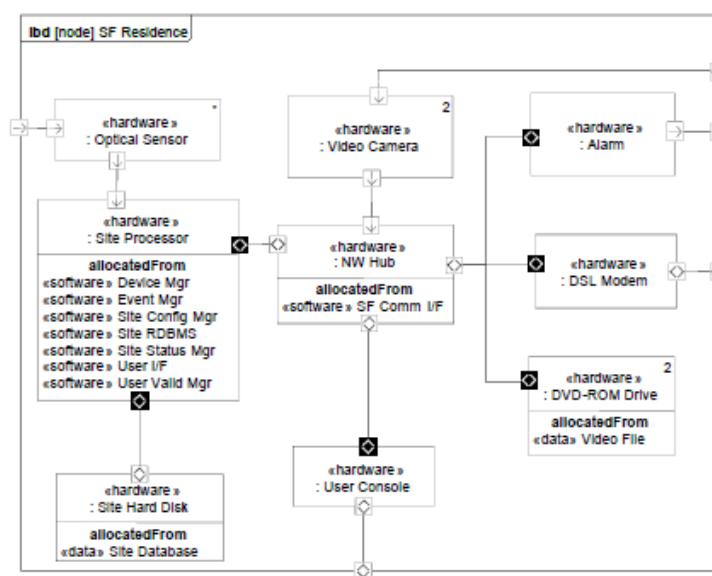 ibd [node] SF Residence
*
«hardware»
: Optical Sensor
2
«hardware»
: Video Camera
«hardware»
: Alarm
«hardware»
: Site Processor
allocatedFrom
«software» Device Mgr
«software» Event Mgr
«software» Site Config Mgr
«software» Site RDBMS
«software» Site Status Mgr
«software» User I/F
«software» User Valid Mgr
«hardware»
: NW Hub
allocatedFrom
«software» SF Comm I/F
«hardware»
: DSL Modem
2
«hardware»
: DVD-ROM Drive
allocatedFrom
«data» Video File
«hardware»
: Site Hard Disk
allocatedFrom
«data» Site Database
«hardware»
: User Console